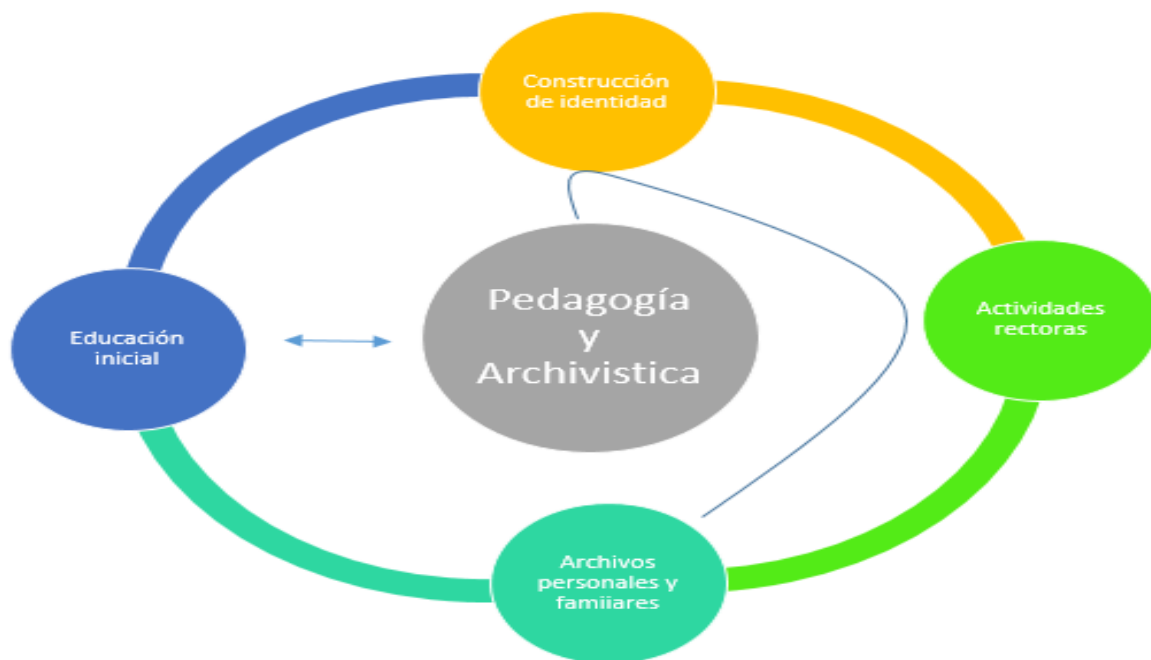 Construcción
de identidad
Actividades
rectoras
Pedagogía
y
Archivistica
Educación
inicial
Archivos
personales y
famiiares